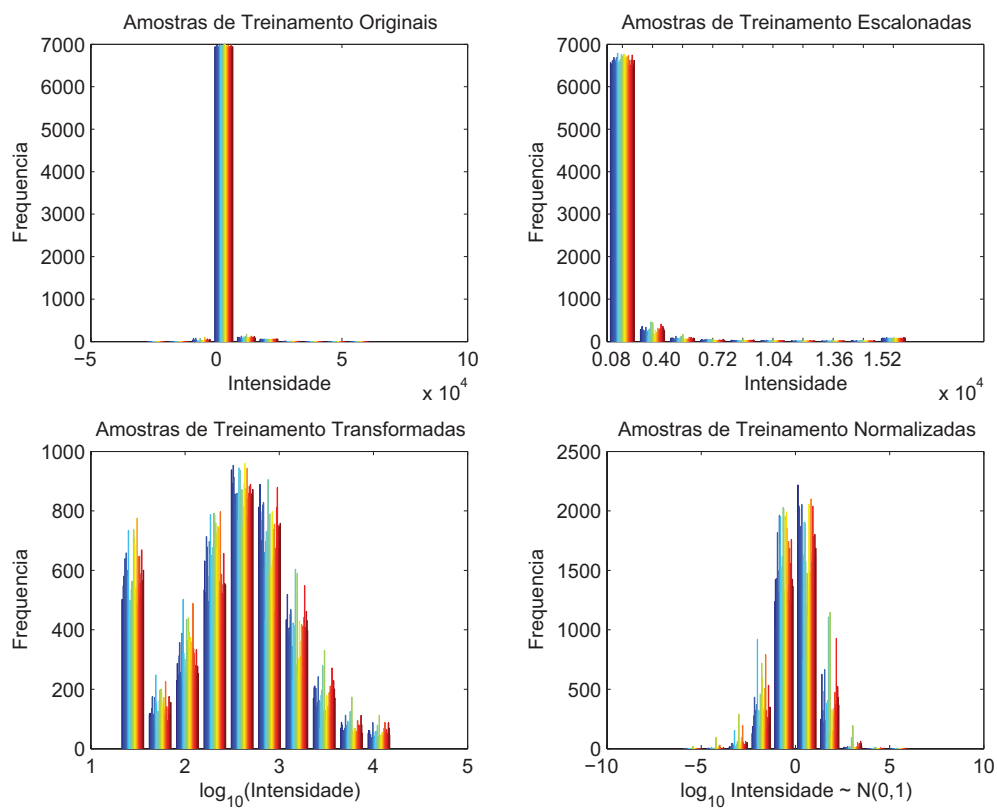 Amostras de Treinamento Originais
7000
6000
5000
4000
3000
2000
1000
0
Frequencia
−5 0 5 10
Intensidade
x 10^4
Amostras de Treinamento Escalonadas
7000
6000
5000
4000
3000
2000
1000
0
Frequencia
0.08 0.40 0.72 1.04 1.36 1.52
Intensidade
x 10^4
Amostras de Treinamento Transformadas
1000
800
600
400
200
0
Frequencia
1 2 3 4 5
log10(Intensidade)
Amostras de Treinamento Normalizadas
2500
2000
1500
1000
500
0
Frequencia
−10 −5 0 5 10
log10 Intensidade ~ N(0,1)